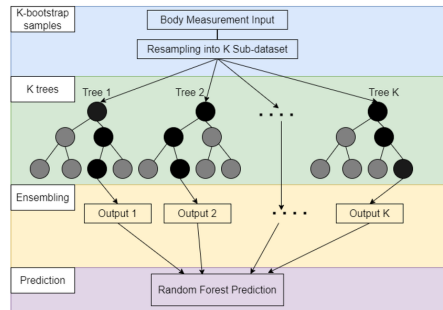 K-bootstrap
samples
Body Measurement Input
Resampling into K Sub-dataset
K trees
Tree 1
Tree 2
Tree K
. . . .
Ensembling
Output 1
Output 2
. . . .
Output K
Prediction
Random Forest Prediction